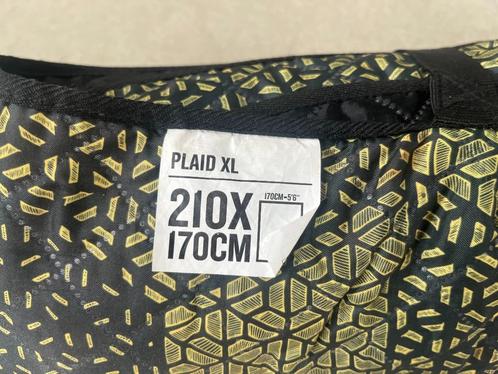 PLAID XL
210X
170CM
170CM=5'6"